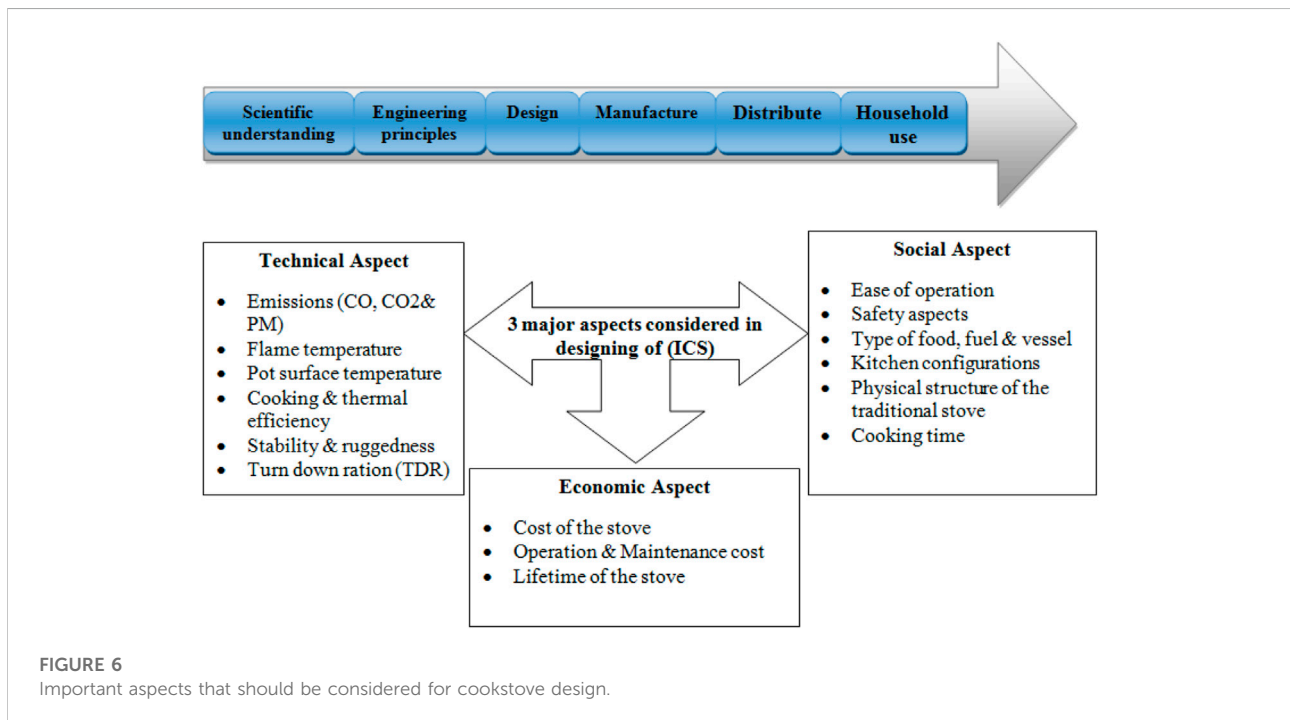 Scientific
understanding
Engineering
principles
Design
Manufacture
Distribute
Household
use
Technical Aspect
• Emissions (CO, CO2&
PM)
• Flame temperature
• Pot surface temperature
• Cooking & thermal
efficiency
• Stability & ruggedness
• Turn down ration (TDR)
3 major aspects considered in
designing of (ICS)
Social Aspect
• Ease of operation
• Safety aspects
• Type of food, fuel & vessel
• Kitchen configurations
• Physical structure of the
traditional stove
• Cooking time
Economic Aspect
• Cost of the stove
• Operation & Maintenance cost
• Lifetime of the stove
FIGURE 6
Important aspects that should be considered for cookstove design.